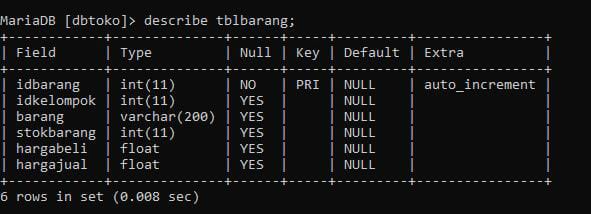 MariaDB [dbtoko]> describe tblbarang;
+------------+--------------+------+-----+---------+----------------+
| Field      | Type         | Null | Key | Default | Extra          |
+------------+--------------+------+-----+---------+----------------+
| idbarang   | int(11)      | NO   | PRI | NULL    | auto_increment |
| idkelompok | int(11)      | YES  |     | NULL    |                |
| barang     | varchar(200) | YES  |     | NULL    |                |
| stokbarang | int(11)      | YES  |     | NULL    |                |
| hargabeli  | float        | YES  |     | NULL    |                |
| hargajual  | float        | YES  |     | NULL    |                |
+------------+--------------+------+-----+---------+----------------+
6 rows in set (0.008 sec)